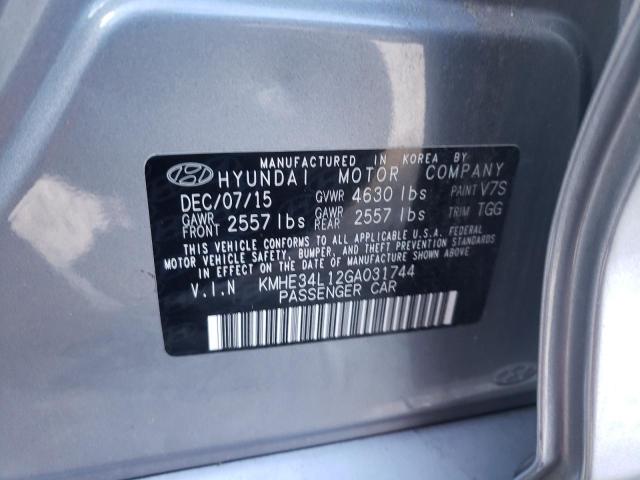 MANUFACTURED IN KOREA BY
HYUNDAI MOTOR COMPANY
DEC/07/15 GVWR 4630 lbs PAINT V7S
GAWR FRONT 2557 lbs GAWR REAR 2557 lbs TRIM TGG
THIS VEHICLE CONFORMS TO ALL APPLICABLE U.S.A. FEDERAL
MOTOR VEHICLE SAFETY, BUMPER, AND THEFT PREVENTION
STANDARDS IN EFFECT ON THE DATE OF MANUFACTURE SHOWN ABOVE
V.I.N KMHE34L12GA031744
PASSENGER CAR